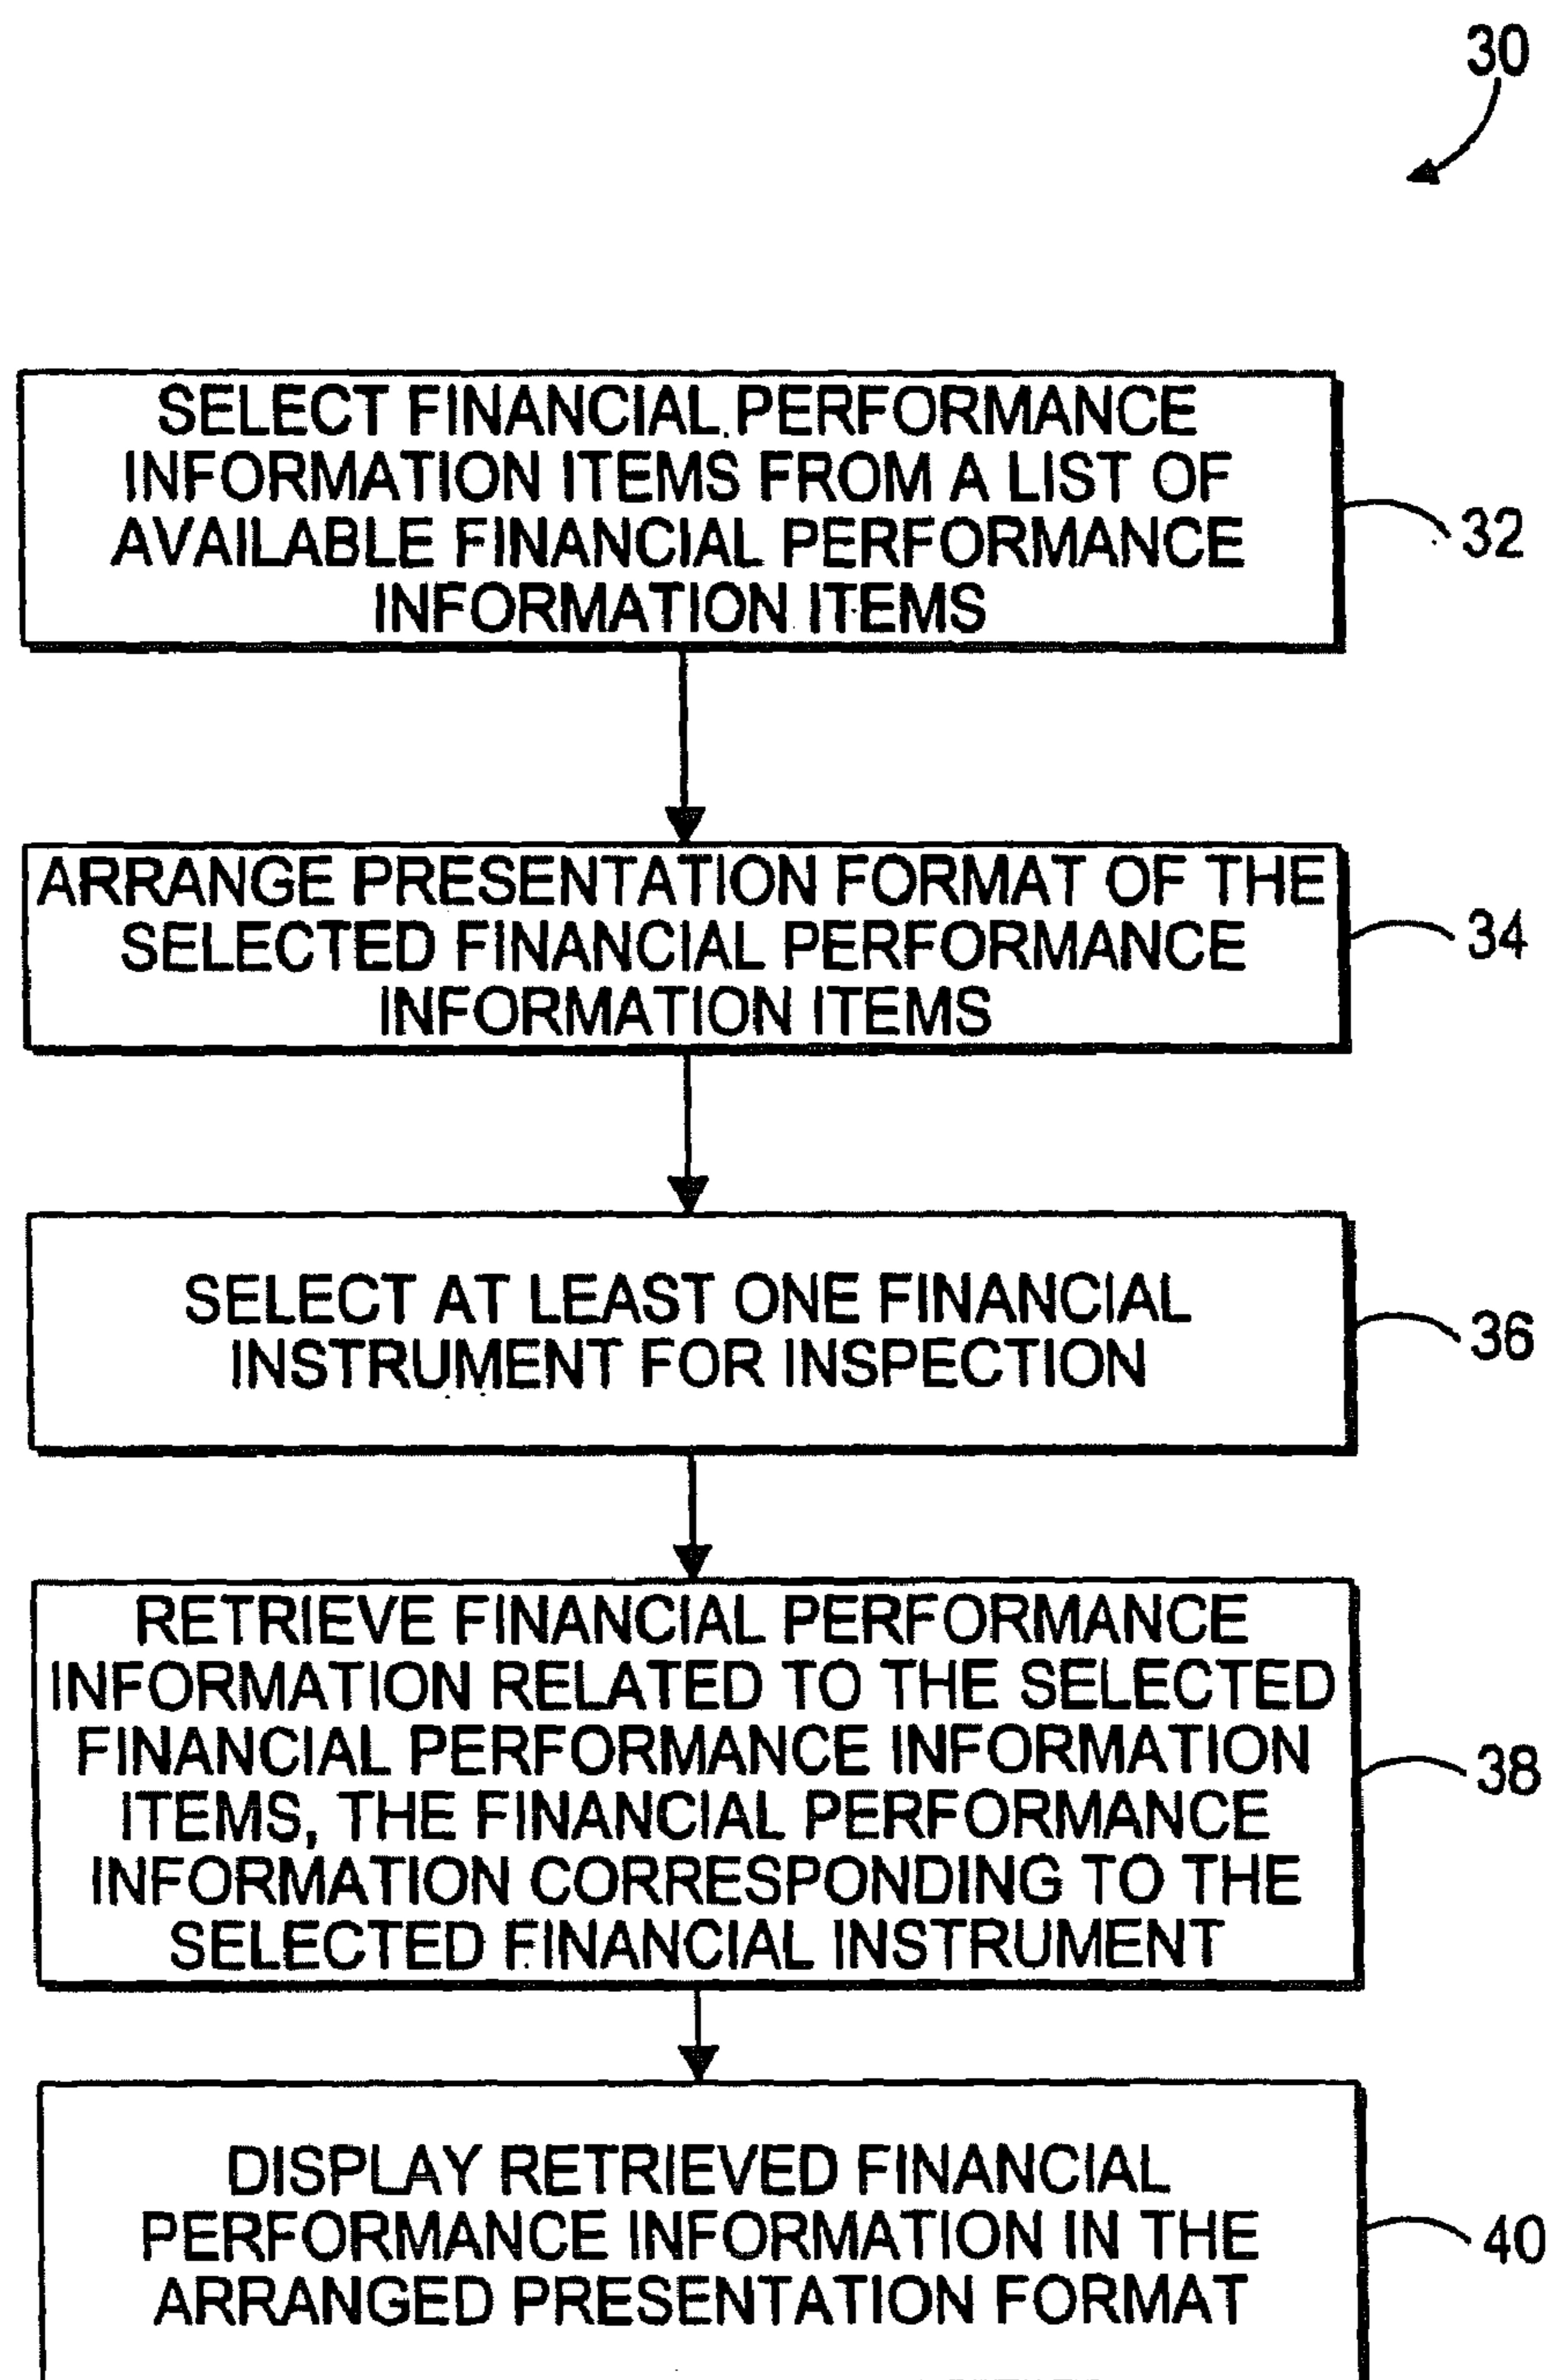 30
SELECT FINANCIAL PERFORMANCE
INFORMATION ITEMS FROM A LIST OF
AVAILABLE FINANCIAL PERFORMANCE
INFORMATION ITEMS
32
ARRANGE PRESENTATION FORMAT OF THE
SELECTED FINANCIAL PERFORMANCE
INFORMATION ITEMS
34
SELECT AT LEAST ONE FINANCIAL
INSTRUMENT FOR INSPECTION
36
RETRIEVE FINANCIAL PERFORMANCE
INFORMATION RELATED TO THE SELECTED
FINANCIAL PERFORMANCE INFORMATION
ITEMS, THE FINANCIAL PERFORMANCE
INFORMATION CORRESPONDING TO THE
SELECTED FINANCIAL INSTRUMENT
38
DISPLAY RETRIEVED FINANCIAL
PERFORMANCE INFORMATION IN THE
ARRANGED PRESENTATION FORMAT
40